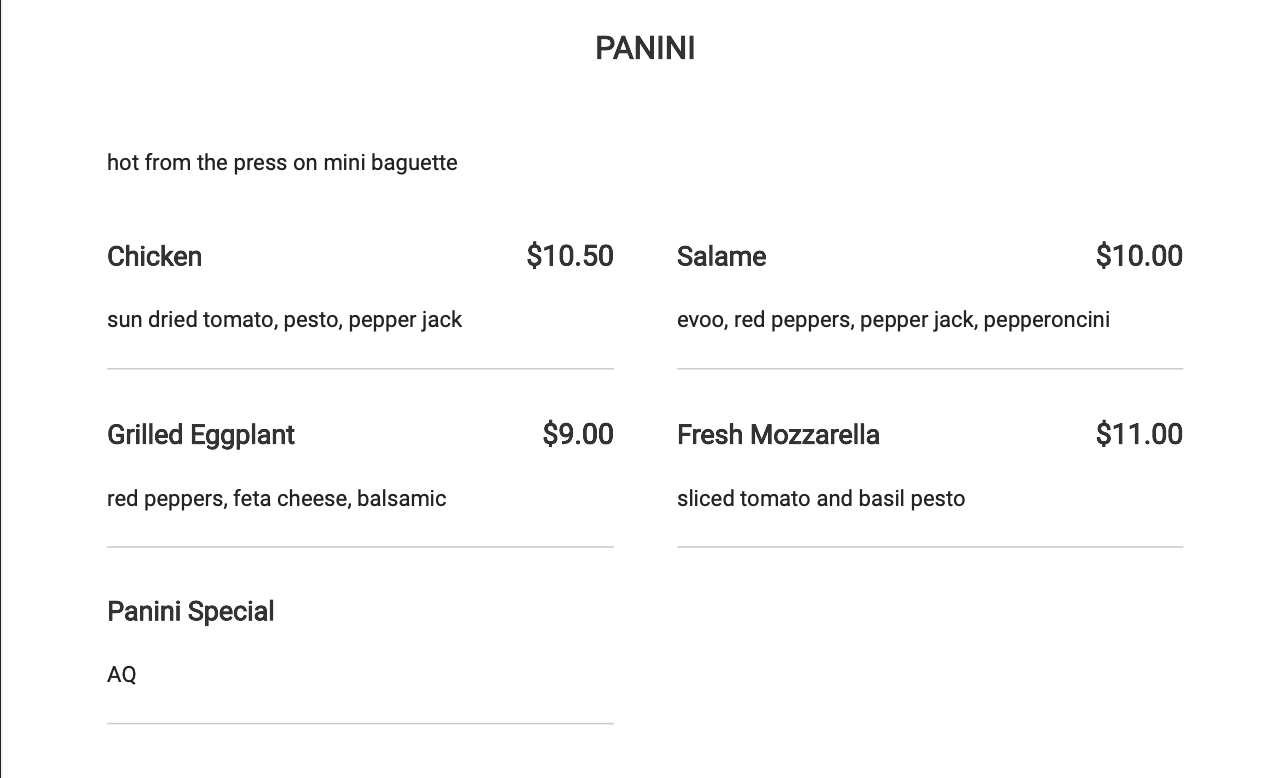 PANINI
hot from the press on mini baguette
Chicken $10.50
sun dried tomato, pesto, pepper jack
Salame $10.00
evoo, red peppers, pepper jack, pepperoncini
Grilled Eggplant $9.00
red peppers, feta cheese, balsamic
Fresh Mozzarella $11.00
sliced tomato and basil pesto
Panini Special
AQ